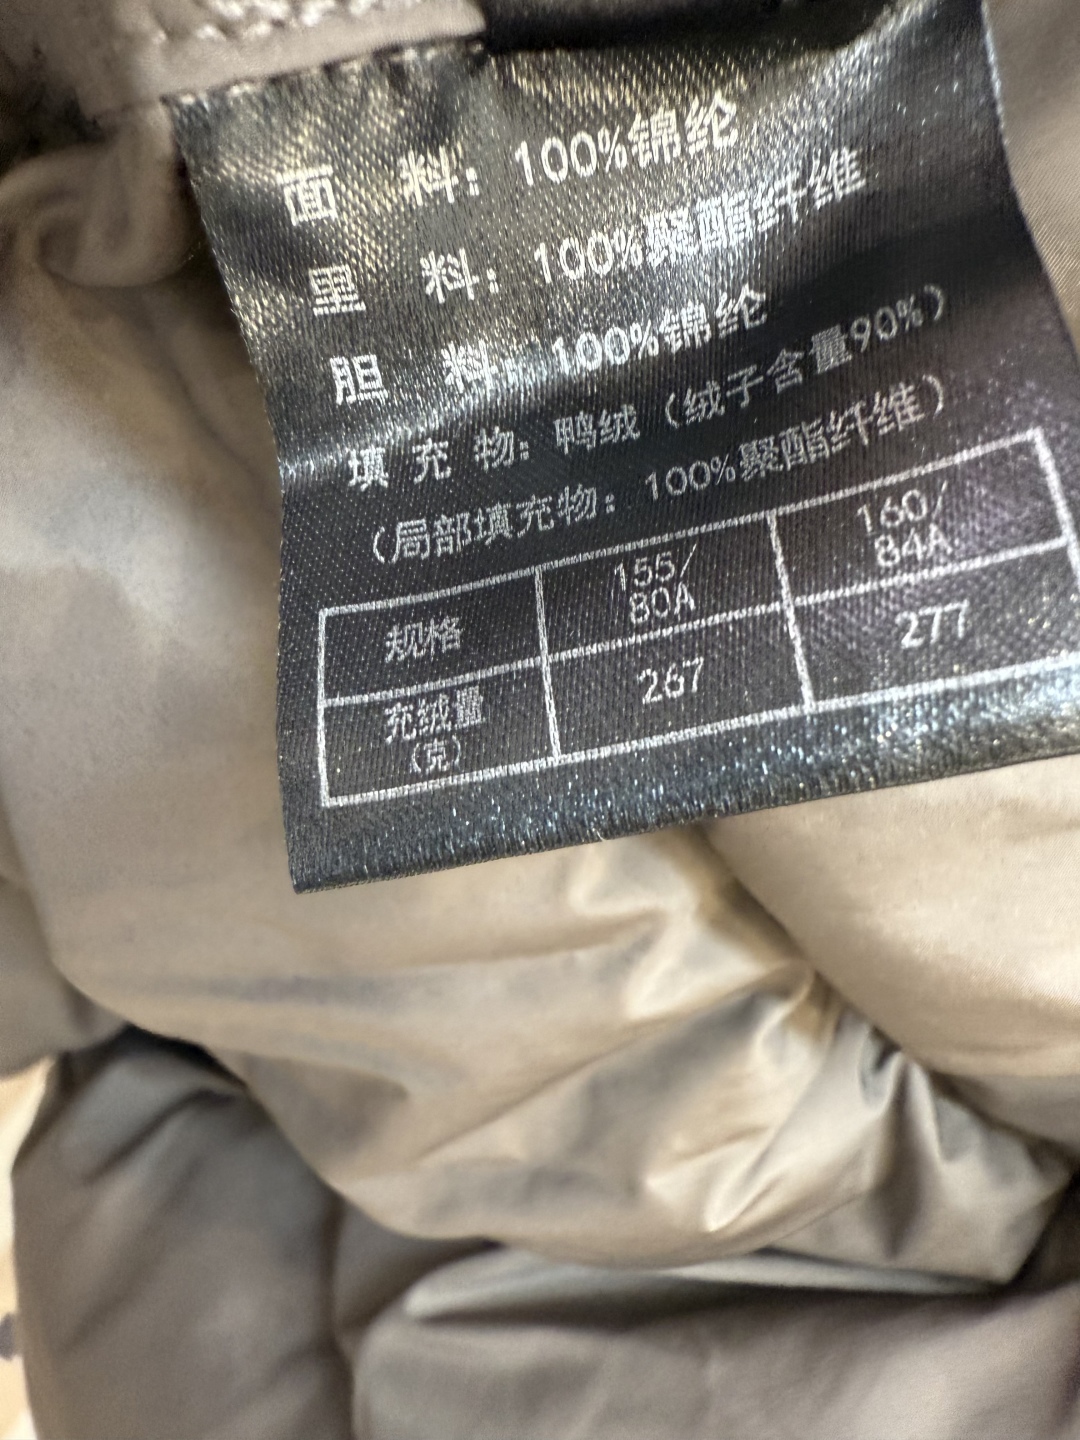 面 料: 100%锦纶
里 料: 100%聚酯纤维
胆 料: 100%锦纶
填 充 物: 鸭绒（绒子含量90%）
（局部填充物: 100%聚酯纤维）
规格 155/80A 160/84A
充绒量(克) 267 277